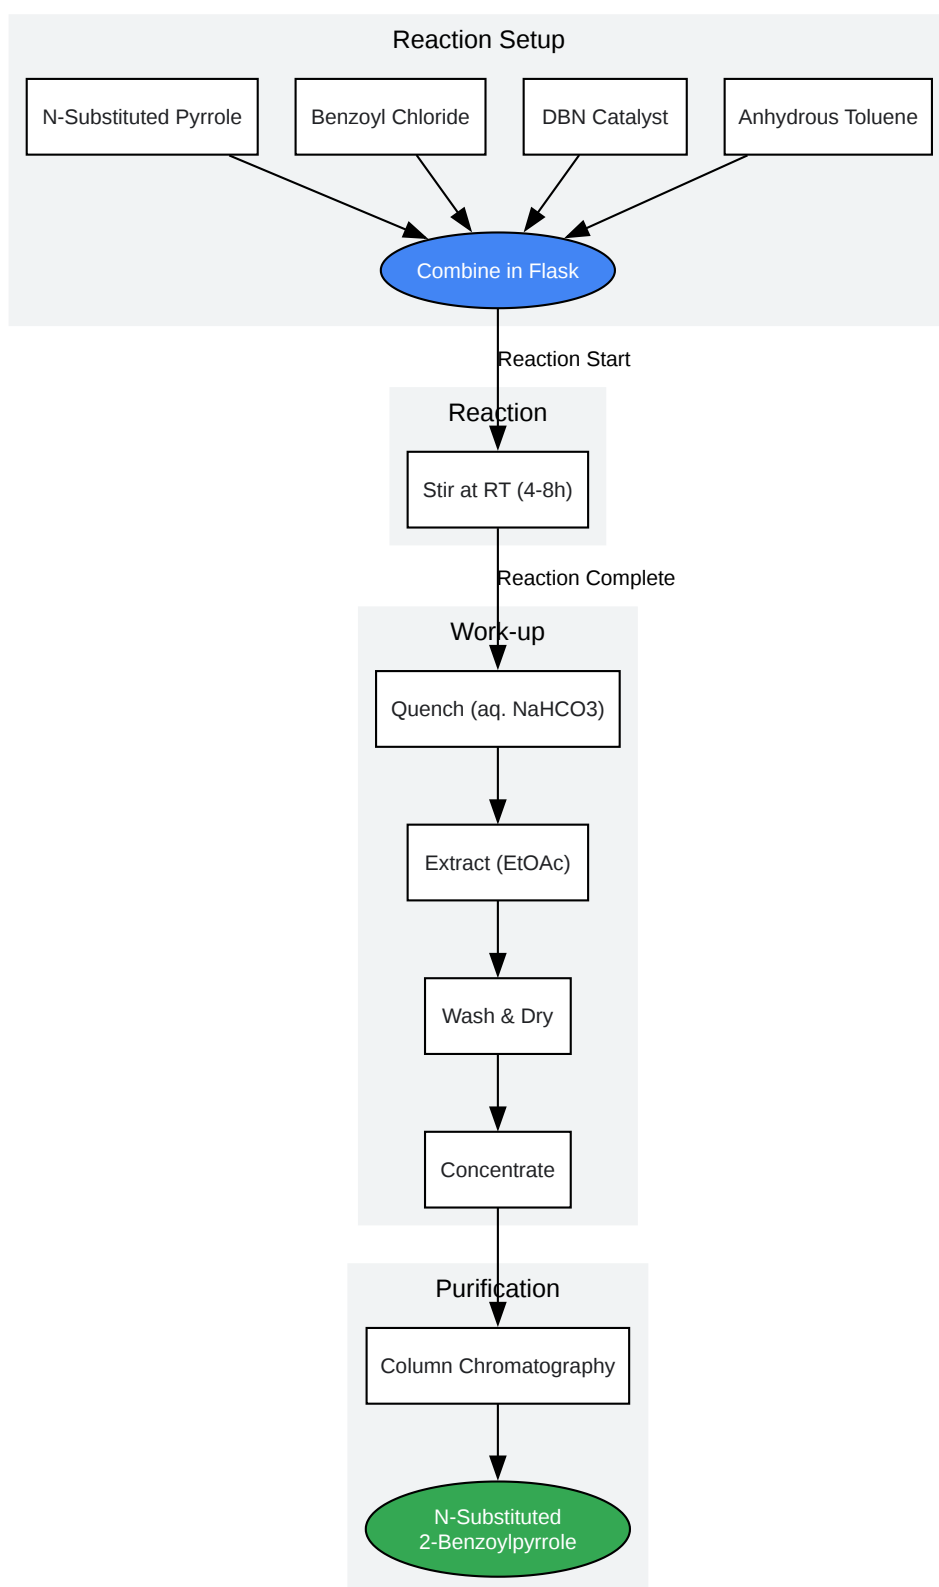 Reaction Setup
N-Substituted Pyrrole
Benzoyl Chloride
DBN Catalyst
Anhydrous Toluene
Combine in Flask
Reaction Start
Reaction
Stir at RT (4-8h)
Reaction Complete
Work-up
Quench (aq. NaHCO3)
Extract (EtOAc)
Wash & Dry
Concentrate
Purification
Column Chromatography
N-Substituted
2-Benzoylpyrrole